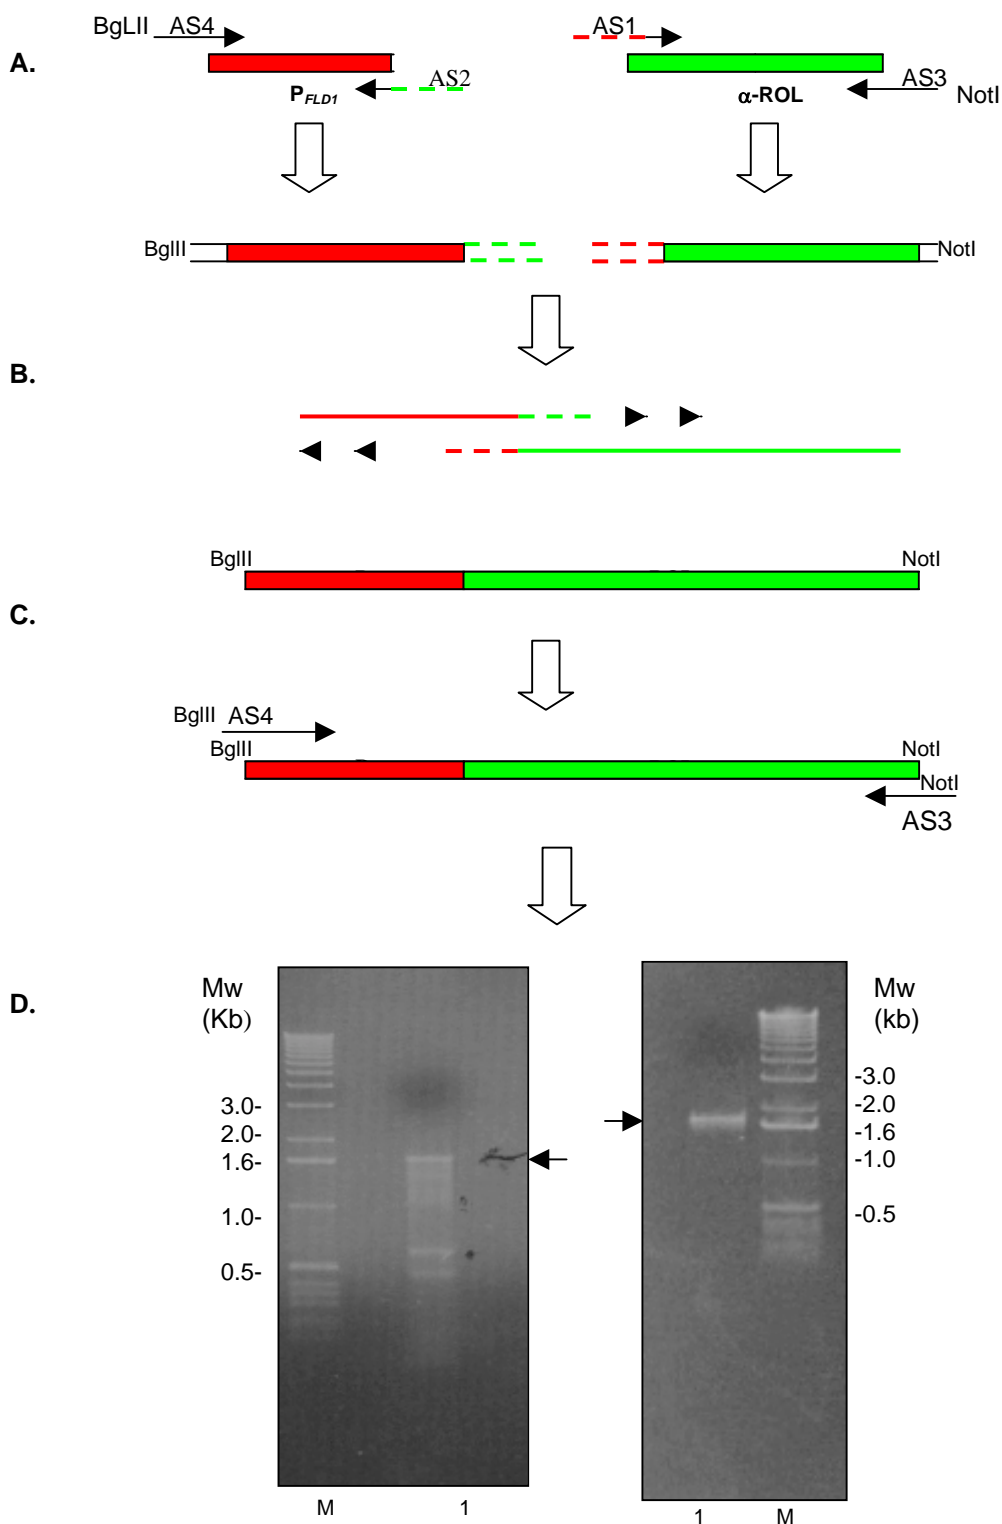 BgLII AS4
AS1
A.
AS2
AS3
P_FLD1
α-ROL
NotI
BglII
NotI
B.
BglII
NotI
C.
BglII AS4
BglII
NotI
NotI
AS3
D.
Mw
(Kb)
Mw
(kb)
3.0-
2.0-
1.6-
1.0-
0.5-
-3.0
-2.0
-1.6
-1.0
-0.5
M
1
1
M